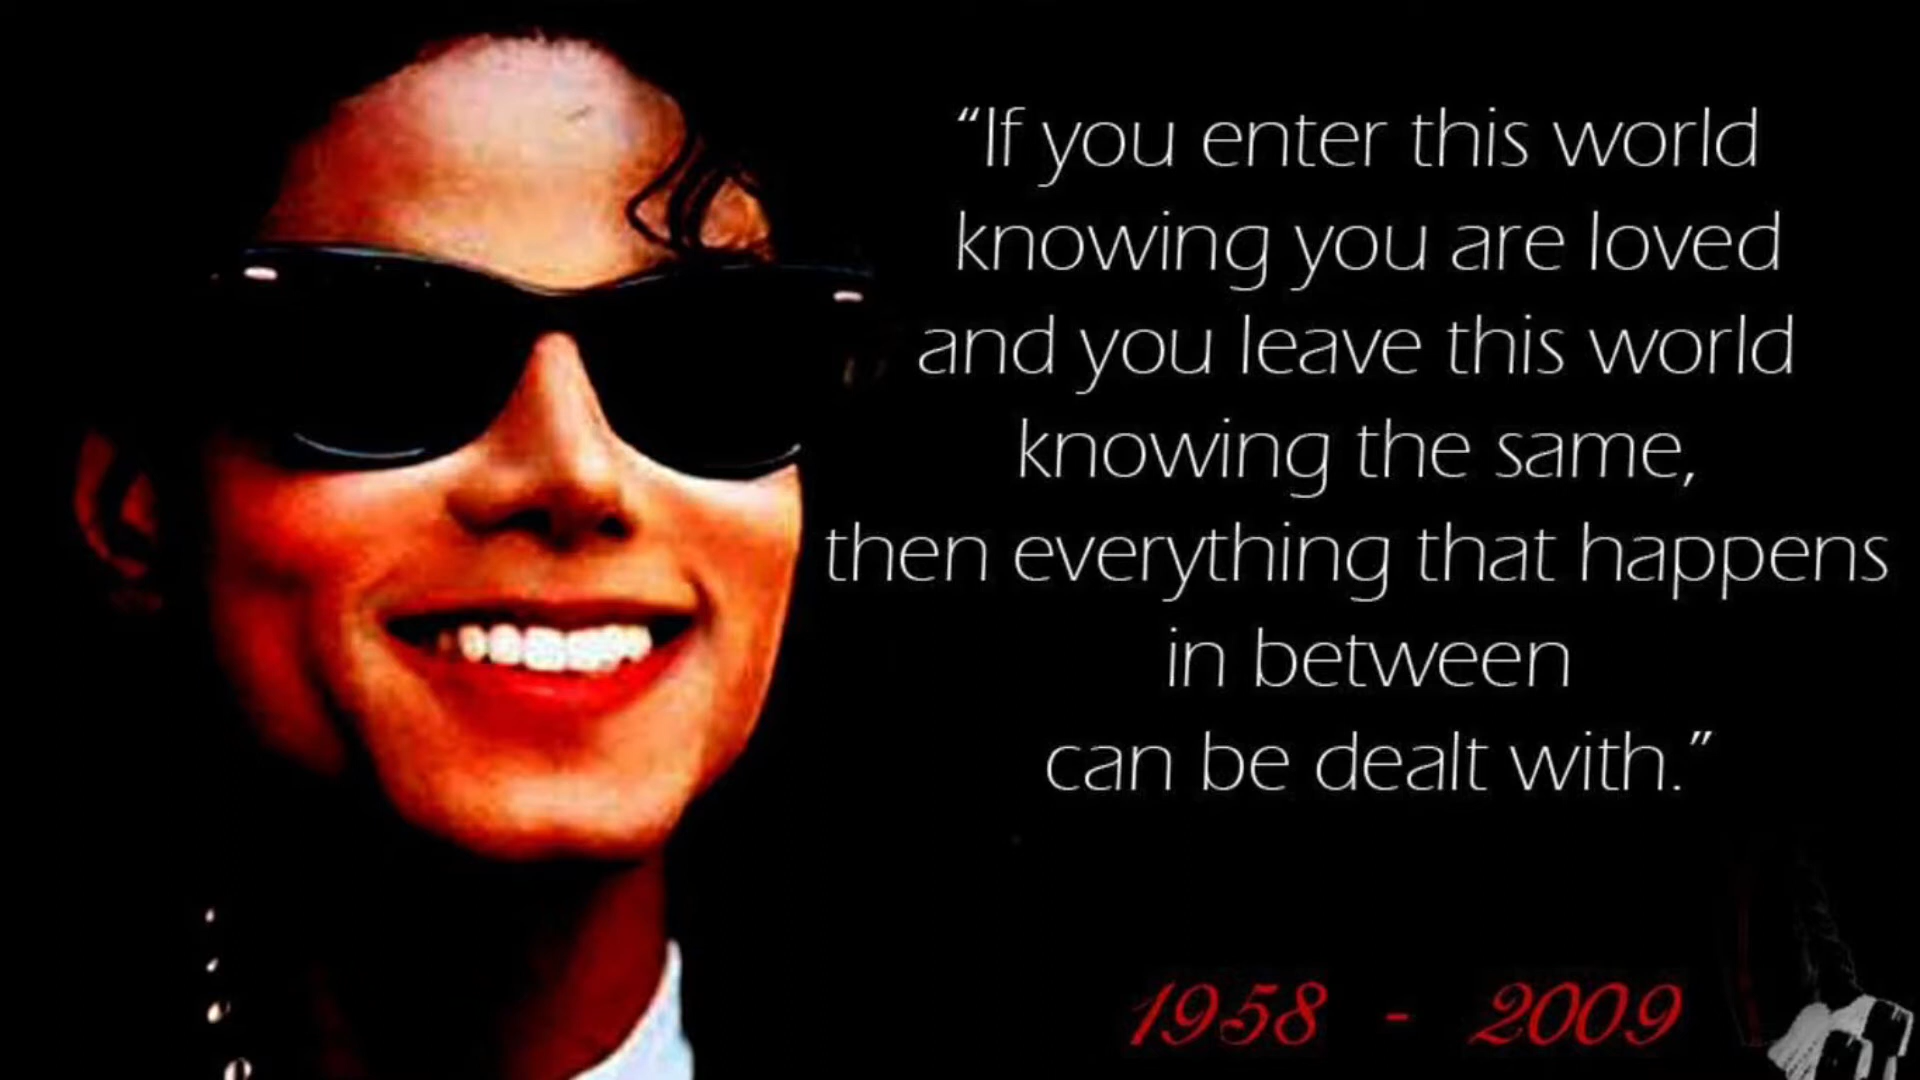 “If you enter this world
knowing you are loved
and you leave this world
knowing the same,
then everything that happens
in between
can be dealt with.”
1958 - 2009